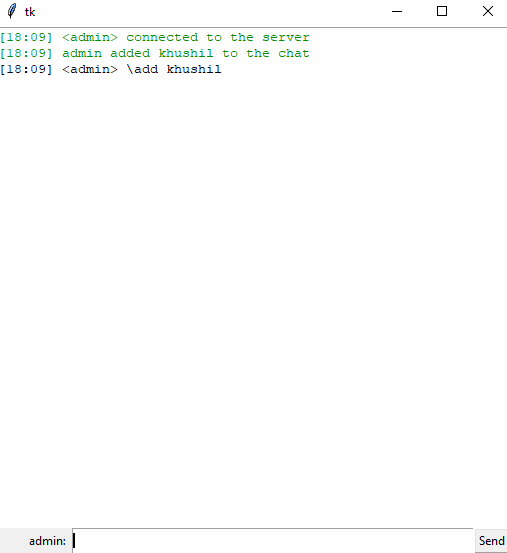 tk
[18:09] <admin> connected to the server
[18:09] admin added khushil to the chat
[18:09] <admin> \add khushil
admin:
Send